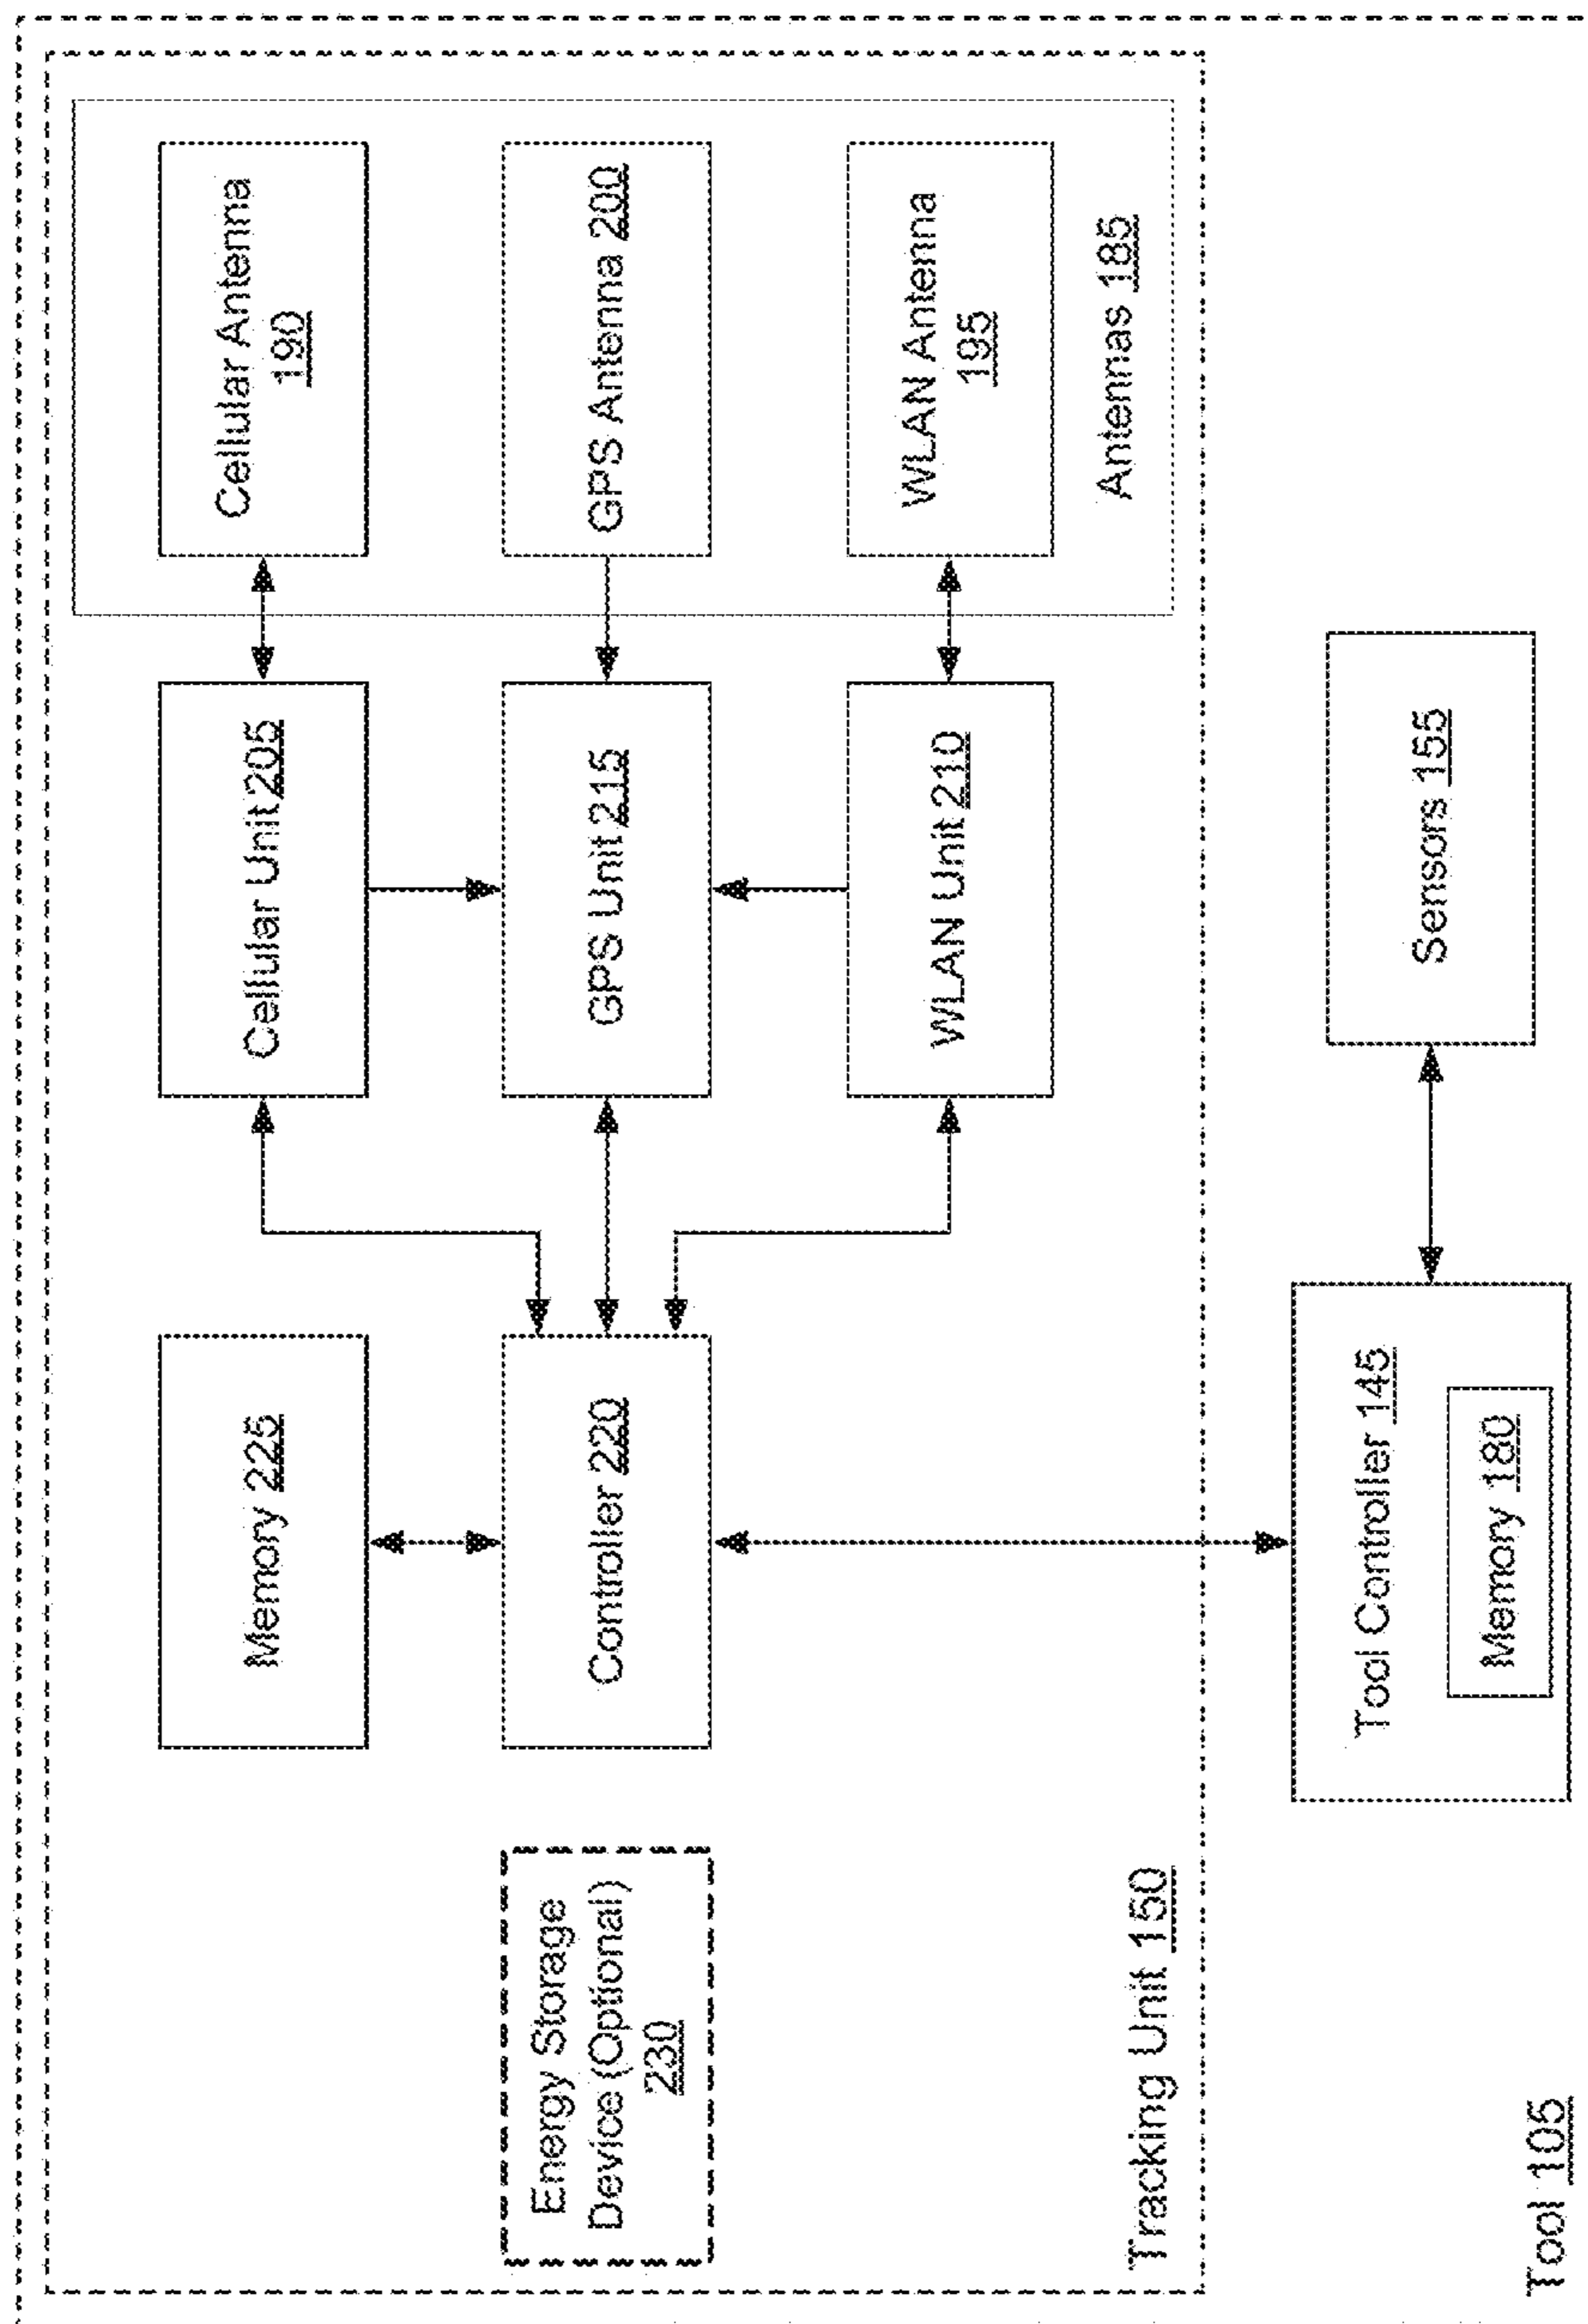 Memory 225
Cellular Unit 205
Cellular Antenna
190
Energy Storage
Device (Optional)
230
Controller 220
GPS Unit 215
GPS Antenna 200
WLAN Unit 210
WLAN Antenna
195
Antennas 185
Tracking Unit 150
Tool Controller 145
Memory 180
Sensors 155
Tool 105